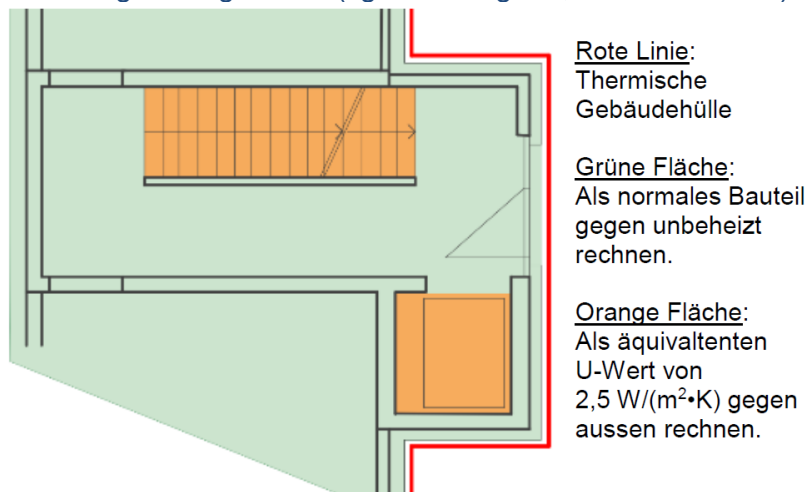 Rote Linie:
Thermische
Gebäudehülle
Grüne Fläche:
Als normales Bauteil
gegen unbeheizt
rechnen.
Orange Fläche:
Als äquivaltenten
U-Wert von
2,5 W/(m²•K) gegen
aussen rechnen.